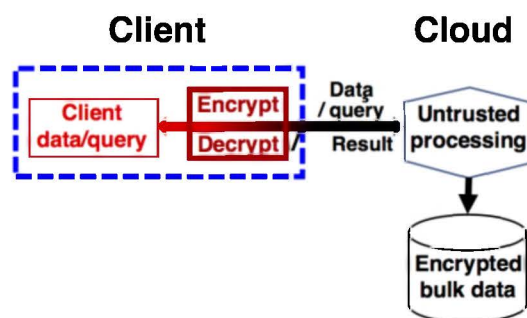 Client
Cloud
Client
data/query
Encrypt
Decrypt /
Data
/query
Result
Untrusted
processing
Encrypted
bulk data